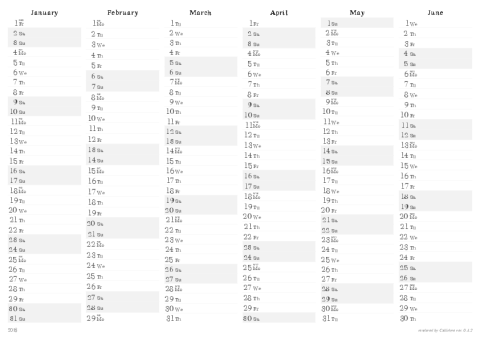 January
1 Fr
2 Sa
3 Su
4 Mo
5 Tu
6 We
7 Th
8 Fr
9 Sa
10 Su
11 Mo
12 Tu
13 We
14 Th
15 Fr
16 Sa
17 Su
18 Mo
19 Tu
20 We
21 Th
22 Fr
23 Sa
24 Su
25 Mo
26 Tu
27 We
28 Th
29 Fr
30 Sa
31 Su
February
1 Mo
2 Tu
3 We
4 Th
5 Fr
6 Sa
7 Su
8 Mo
9 Tu
10 We
11 Th
12 Fr
13 Sa
14 Su
15 Mo
16 Tu
17 We
18 Th
19 Fr
20 Sa
21 Su
22 Mo
23 Tu
24 We
25 Th
26 Fr
27 Sa
28 Su
29 Mo
March
1 Tu
2 We
3 Th
4 Fr
5 Sa
6 Su
7 Mo
8 Tu
9 We
10 Th
11 Fr
12 Sa
13 Su
14 Mo
15 Tu
16 We
17 Th
18 Fr
19 Sa
20 Su
21 Mo
22 Tu
23 We
24 Th
25 Fr
26 Sa
27 Su
28 Mo
29 Tu
30 We
31 Th
April
1 Fr
2 Sa
3 Su
4 Mo
5 Tu
6 We
7 Th
8 Fr
9 Sa
10 Su
11 Mo
12 Tu
13 We
14 Th
15 Fr
16 Sa
17 Su
18 Mo
19 Tu
20 We
21 Th
22 Fr
23 Sa
24 Su
25 Mo
26 Tu
27 We
28 Th
29 Fr
30 Sa
May
1 Su
2 Mo
3 Tu
4 We
5 Th
6 Fr
7 Sa
8 Su
9 Mo
10 Tu
11 We
12 Th
13 Fr
14 Sa
15 Su
16 Mo
17 Tu
18 We
19 Th
20 Fr
21 Sa
22 Su
23 Mo
24 Tu
25 We
26 Th
27 Fr
28 Sa
29 Su
30 Mo
31 Tu
June
1 We
2 Th
3 Fr
4 Sa
5 Su
6 Mo
7 Tu
8 We
9 Th
10 Fr
11 Sa
12 Su
13 Mo
14 Tu
15 We
16 Th
17 Fr
18 Sa
19 Su
20 Mo
21 Tu
22 We
23 Th
24 Fr
25 Sa
26 Su
27 Mo
28 Tu
29 We
30 Th
2016